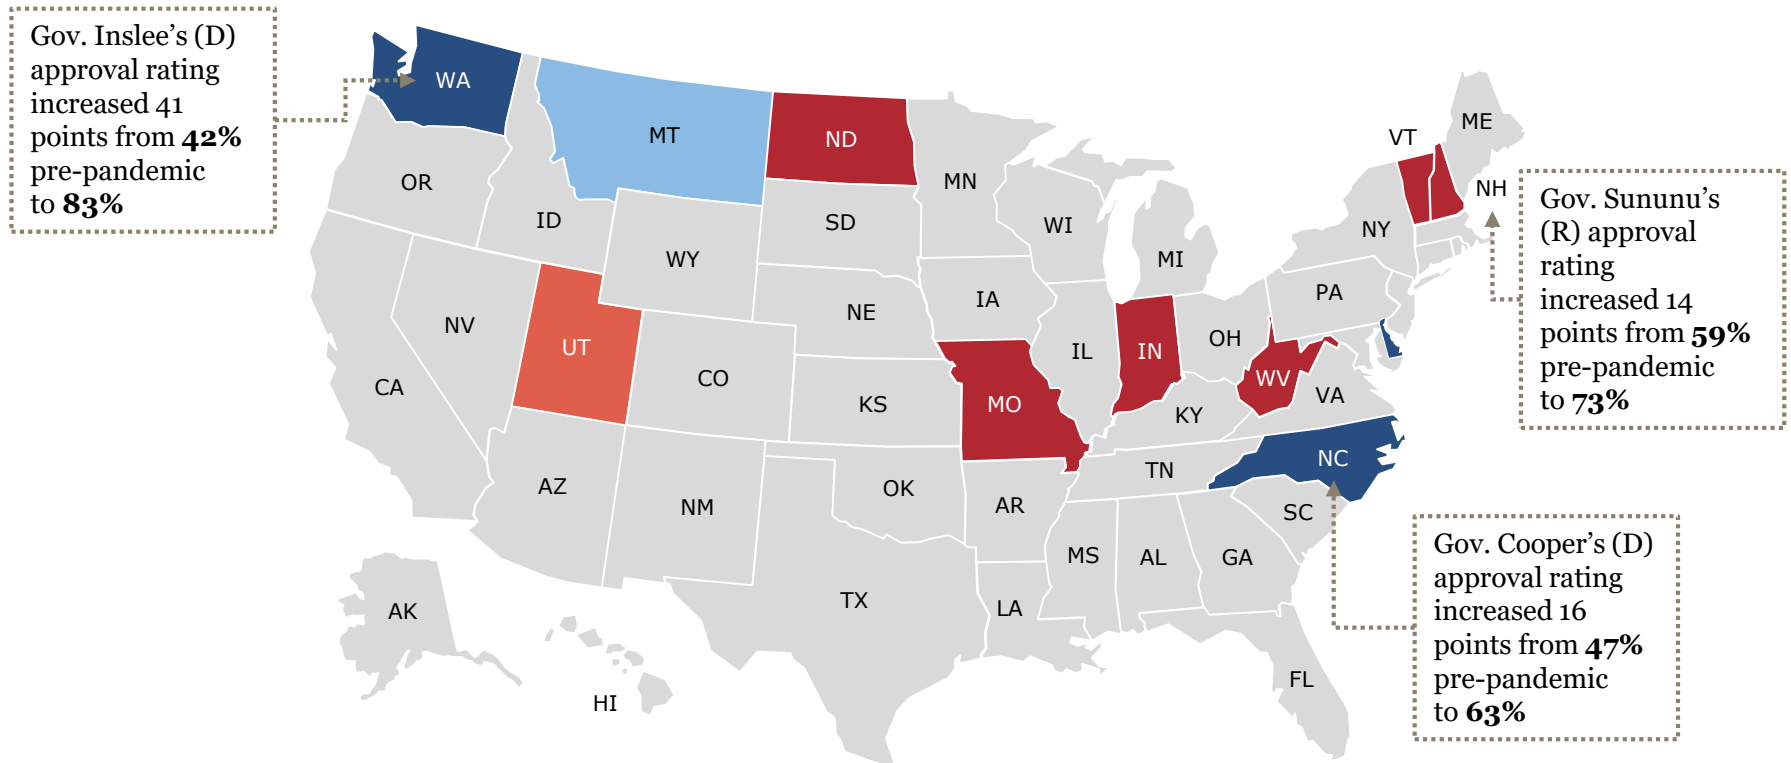 Gov. Inslee’s (D)
approval rating
increased 41
points from 42%
pre-pandemic
to 83%
WA
MT
ND
OR
ID
WY
SD
MN
WI
MI
NY
VT
NH
ME
NV
UT
CO
NE
IA
IL
IN
OH
PA
CA
KS
MO
KY
WV
VA
AZ
NM
OK
AR
TN
NC
SC
TX
LA
MS
AL
GA
FL
AK
HI
Gov. Sununu’s
(R) approval
rating
increased 14
points from 59%
pre-pandemic
to 73%
Gov. Cooper’s (D)
approval rating
increased 16
points from 47%
pre-pandemic
to 63%